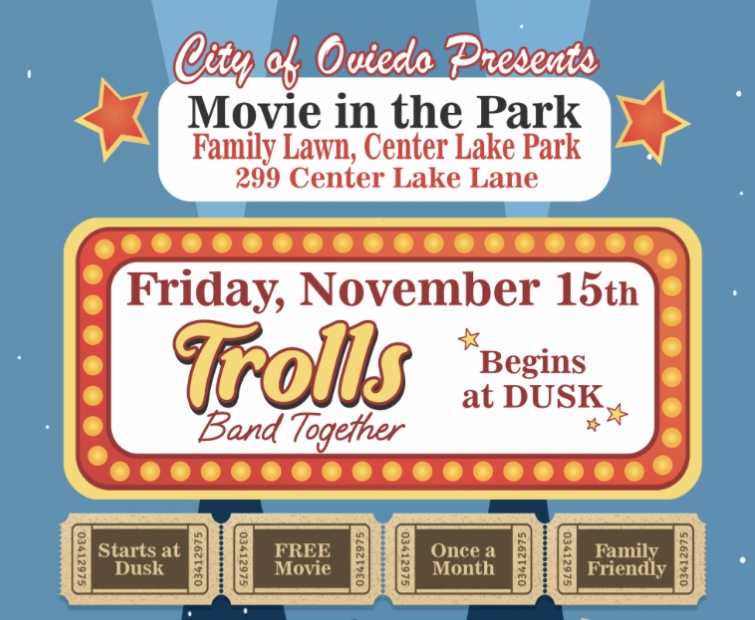 City of Oviedo Presents
Movie in the Park
Family Lawn, Center Lake Park
299 Center Lake Lane
Friday, November 15th
Trolls
Band Together
Begins
at DUSK
03412975
Starts at
Dusk
03412975
03412975
FREE
Movie
03412975
03412975
Once a
Month
03412975
03412975
Family
Friendly
03412975